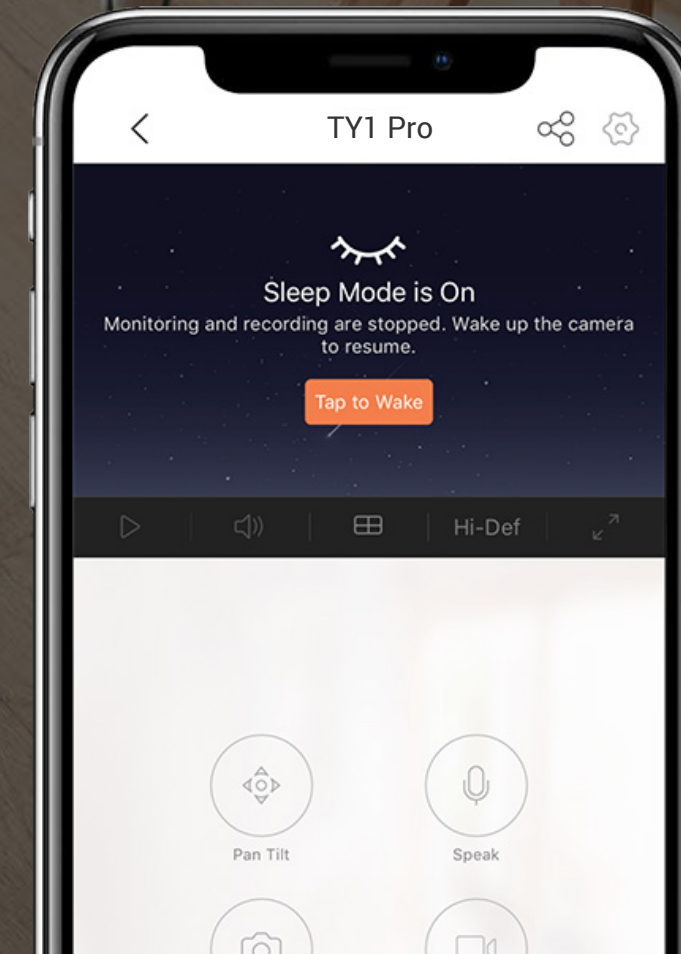 TY1 Pro
Sleep Mode is On
Monitoring and recording are stopped. Wake up the camera
to resume.
Tap to Wake
Hi-Def
Pan Tilt
Speak